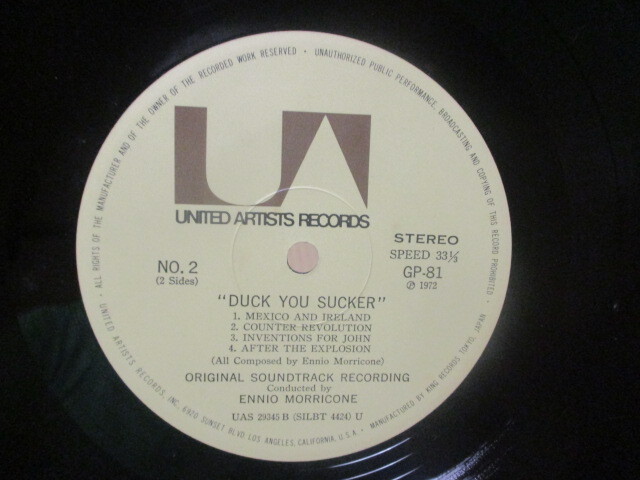 ALL RIGHTS OF THE MANUFACTURER AND OF THE OWNER OF THE RECORDED WORK RESERVED · UNAUTHORIZED PUBLIC PERFORMANCE, BROADCASTING AND COPYING OF THIS RECORD PROHIBITED ·
UA
UNITED ARTISTS RECORDS
STEREO
SPEED 33⅓
NO. 2
(2 Sides)
GP-81
Ⓟ 1972
"DUCK YOU SUCKER"
1. MEXICO AND IRELAND
2. COUNTER REVOLUTION
3. INVENTIONS FOR JOHN
4. AFTER THE EXPLOSION
(All Composed by Ennio Morricone)
ORIGINAL SOUNDTRACK RECORDING
Conducted by
ENNIO MORRICONE
UAS 29345 B (SILBT 4424) U
UNITED ARTISTS RECORDS, INC. 6920 SUNSET BLVD. LOS ANGELES, CALIFORNIA, U.S.A. · MANUFACTURED BY KING RECORDS TOKYO, JAPAN